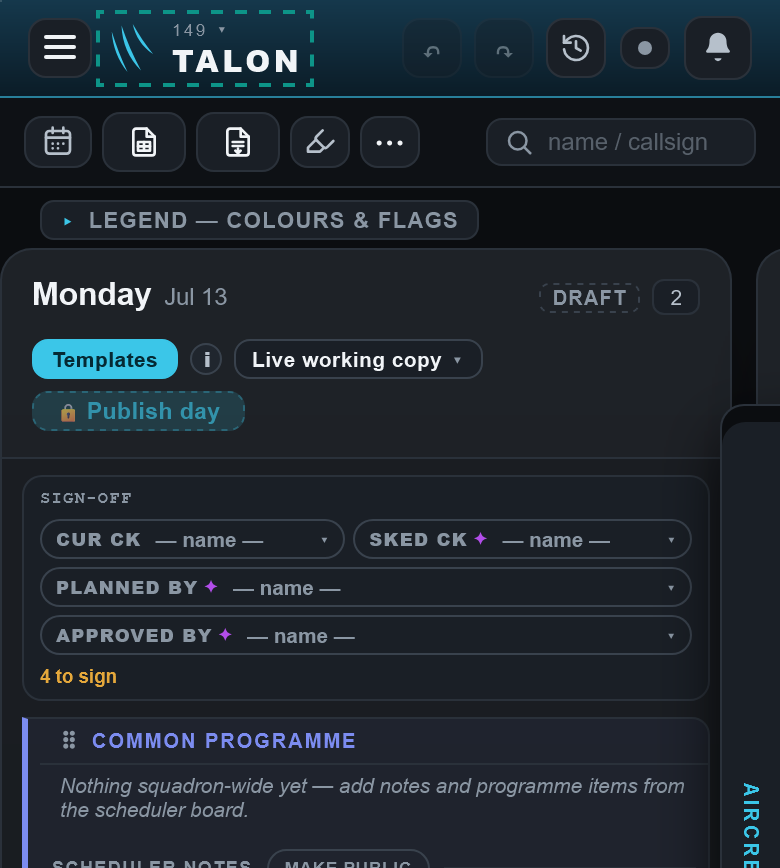 149 ▾
TALON
name / callsign
▸ LEGEND — COLOURS & FLAGS
Monday Jul 13
DRAFT 2
Templates i Live working copy ▾
🔒 Publish day
SIGN-OFF
CUR CK — name — ▾ SKED CK ✦ — name — ▾
PLANNED BY ✦ — name — ▾
APPROVED BY ✦ — name — ▾
4 to sign
COMMON PROGRAMME
Nothing squadron-wide yet — add notes and programme items from
the scheduler board.
SCHEDULER NOTES MAKE PUBLIC